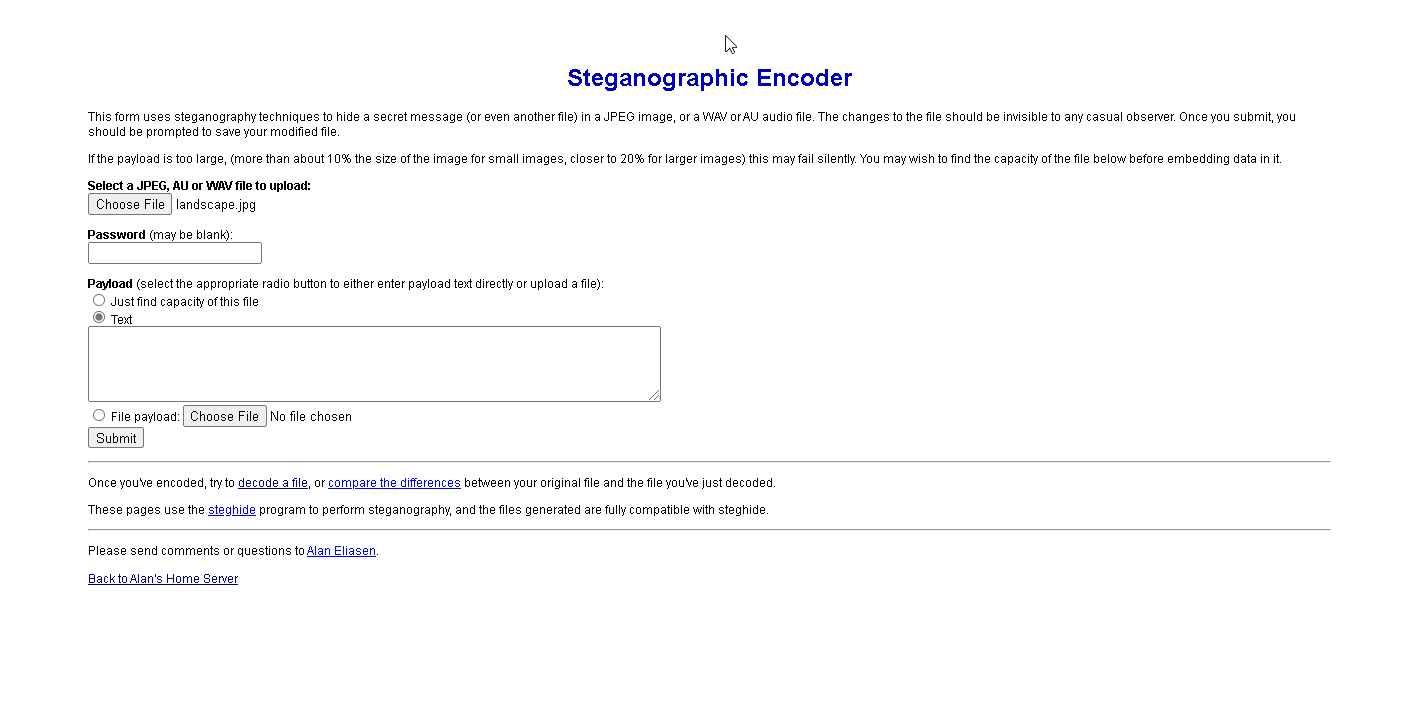 Steganographic Encoder
This form uses steganography techniques to hide a secret message (or even another file) in a JPEG image, or a WAV or AU audio file. The changes to the file should be invisible to any casual observer. Once you submit, you
should be prompted to save your modified file.
If the payload is too large, (more than about 10% the size of the image for small images, closer to 20% for larger images) this may fail silently. You may wish to find the capacity of the file below before embedding data in it.
Select a JPEG, AU or WAV file to upload:
Choose File landscape.jpg
Password (may be blank):
Payload (select the appropriate radio button to either enter payload text directly or upload a file):
Just find capacity of this file
Text
File payload: Choose File No file chosen
Submit
Once you've encoded, try to decode a file, or compare the differences between your original file and the file you've just decoded.
These pages use the steghide program to perform steganography, and the files generated are fully compatible with steghide.
Please send comments or questions to Alan Eliasen.
Back to Alan's Home Server